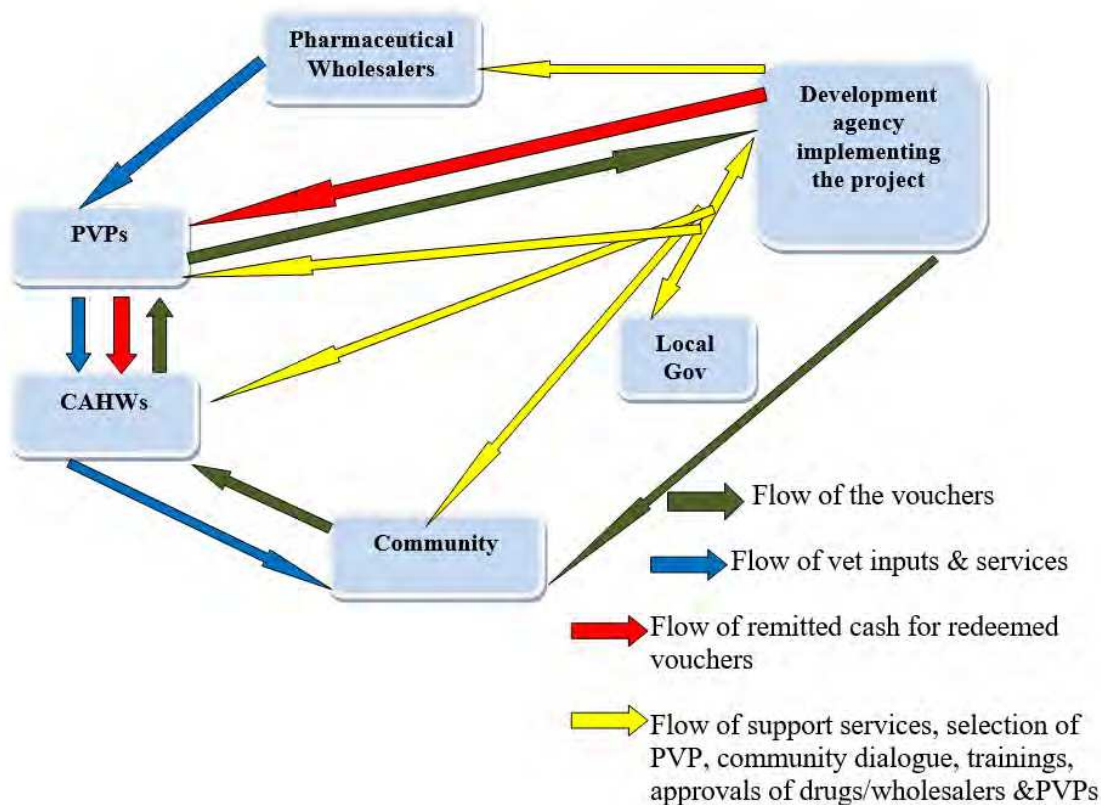 Pharmaceutical
Wholesalers
Development
agency
implementing
the project
PVPs
Local
Gov
CAHWs
Community
Flow of the vouchers
Flow of vet inputs & services
Flow of remitted cash for redeemed
vouchers
Flow of support services, selection of
PVP, community dialogue, trainings,
approvals of drugs/wholesalers &PVPs